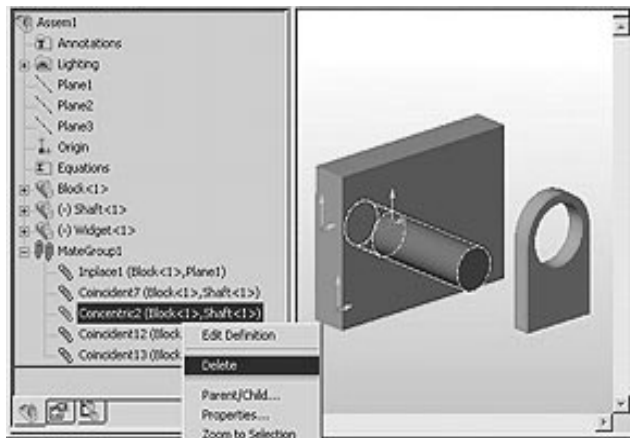 Assem1
Annotations
Lighting
Plane1
Plane2
Plane3
Origin
Equations
Block<1>
(-) Shaft<1>
(-) Widget<1>
MateGroup1
Inplace1 (Block<1>,Plane1)
Coincident7 (Block<1>,Shaft<1>)
Concentric2 (Block<1>,Shaft<1>)
Coincident12 (Block
Coincident13 (Block
Edit Definition
Delete
Parent/Child...
Properties...
Zoom to Selection